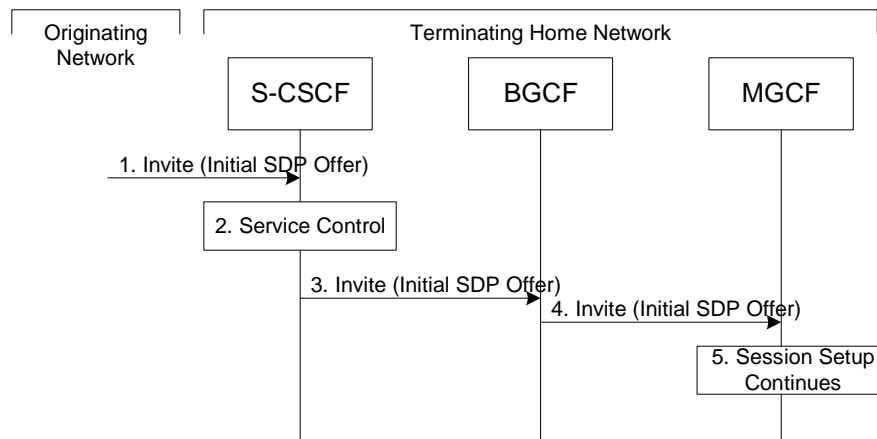 Originating
Network
Terminating Home Network
S-CSCF
BGCF
MGCF
1. Invite (Initial SDP Offer)
2. Service Control
3. Invite (Initial SDP Offer)
4. Invite (Initial SDP Offer)
5. Session Setup
Continues